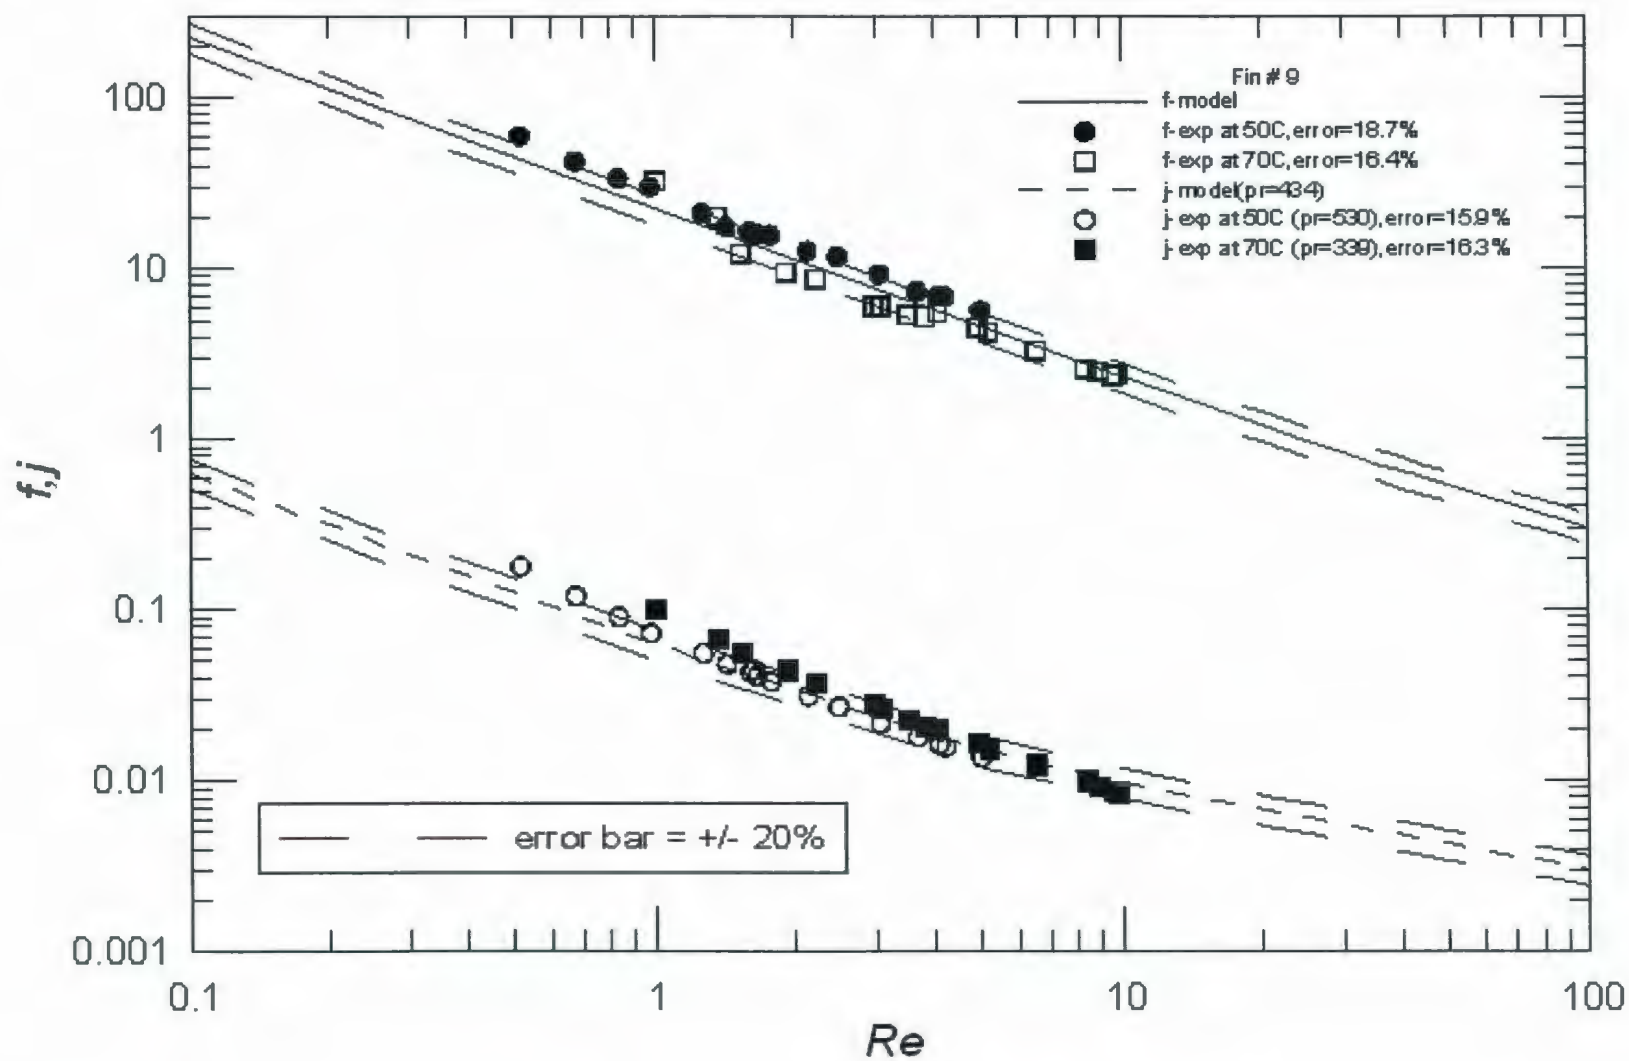 Fin # 9
f-model
f-exp at 50C, error=18.7%
f-exp at 70C, error=16.4%
j-model(pr=434)
j-exp at 50C (pr=530), error=15.9%
j-exp at 70C (pr=339), error=16.3%
100
10
1
0.1
0.01
0.001
f,j
error bar = +/- 20%
0.1
1
10
100
Re